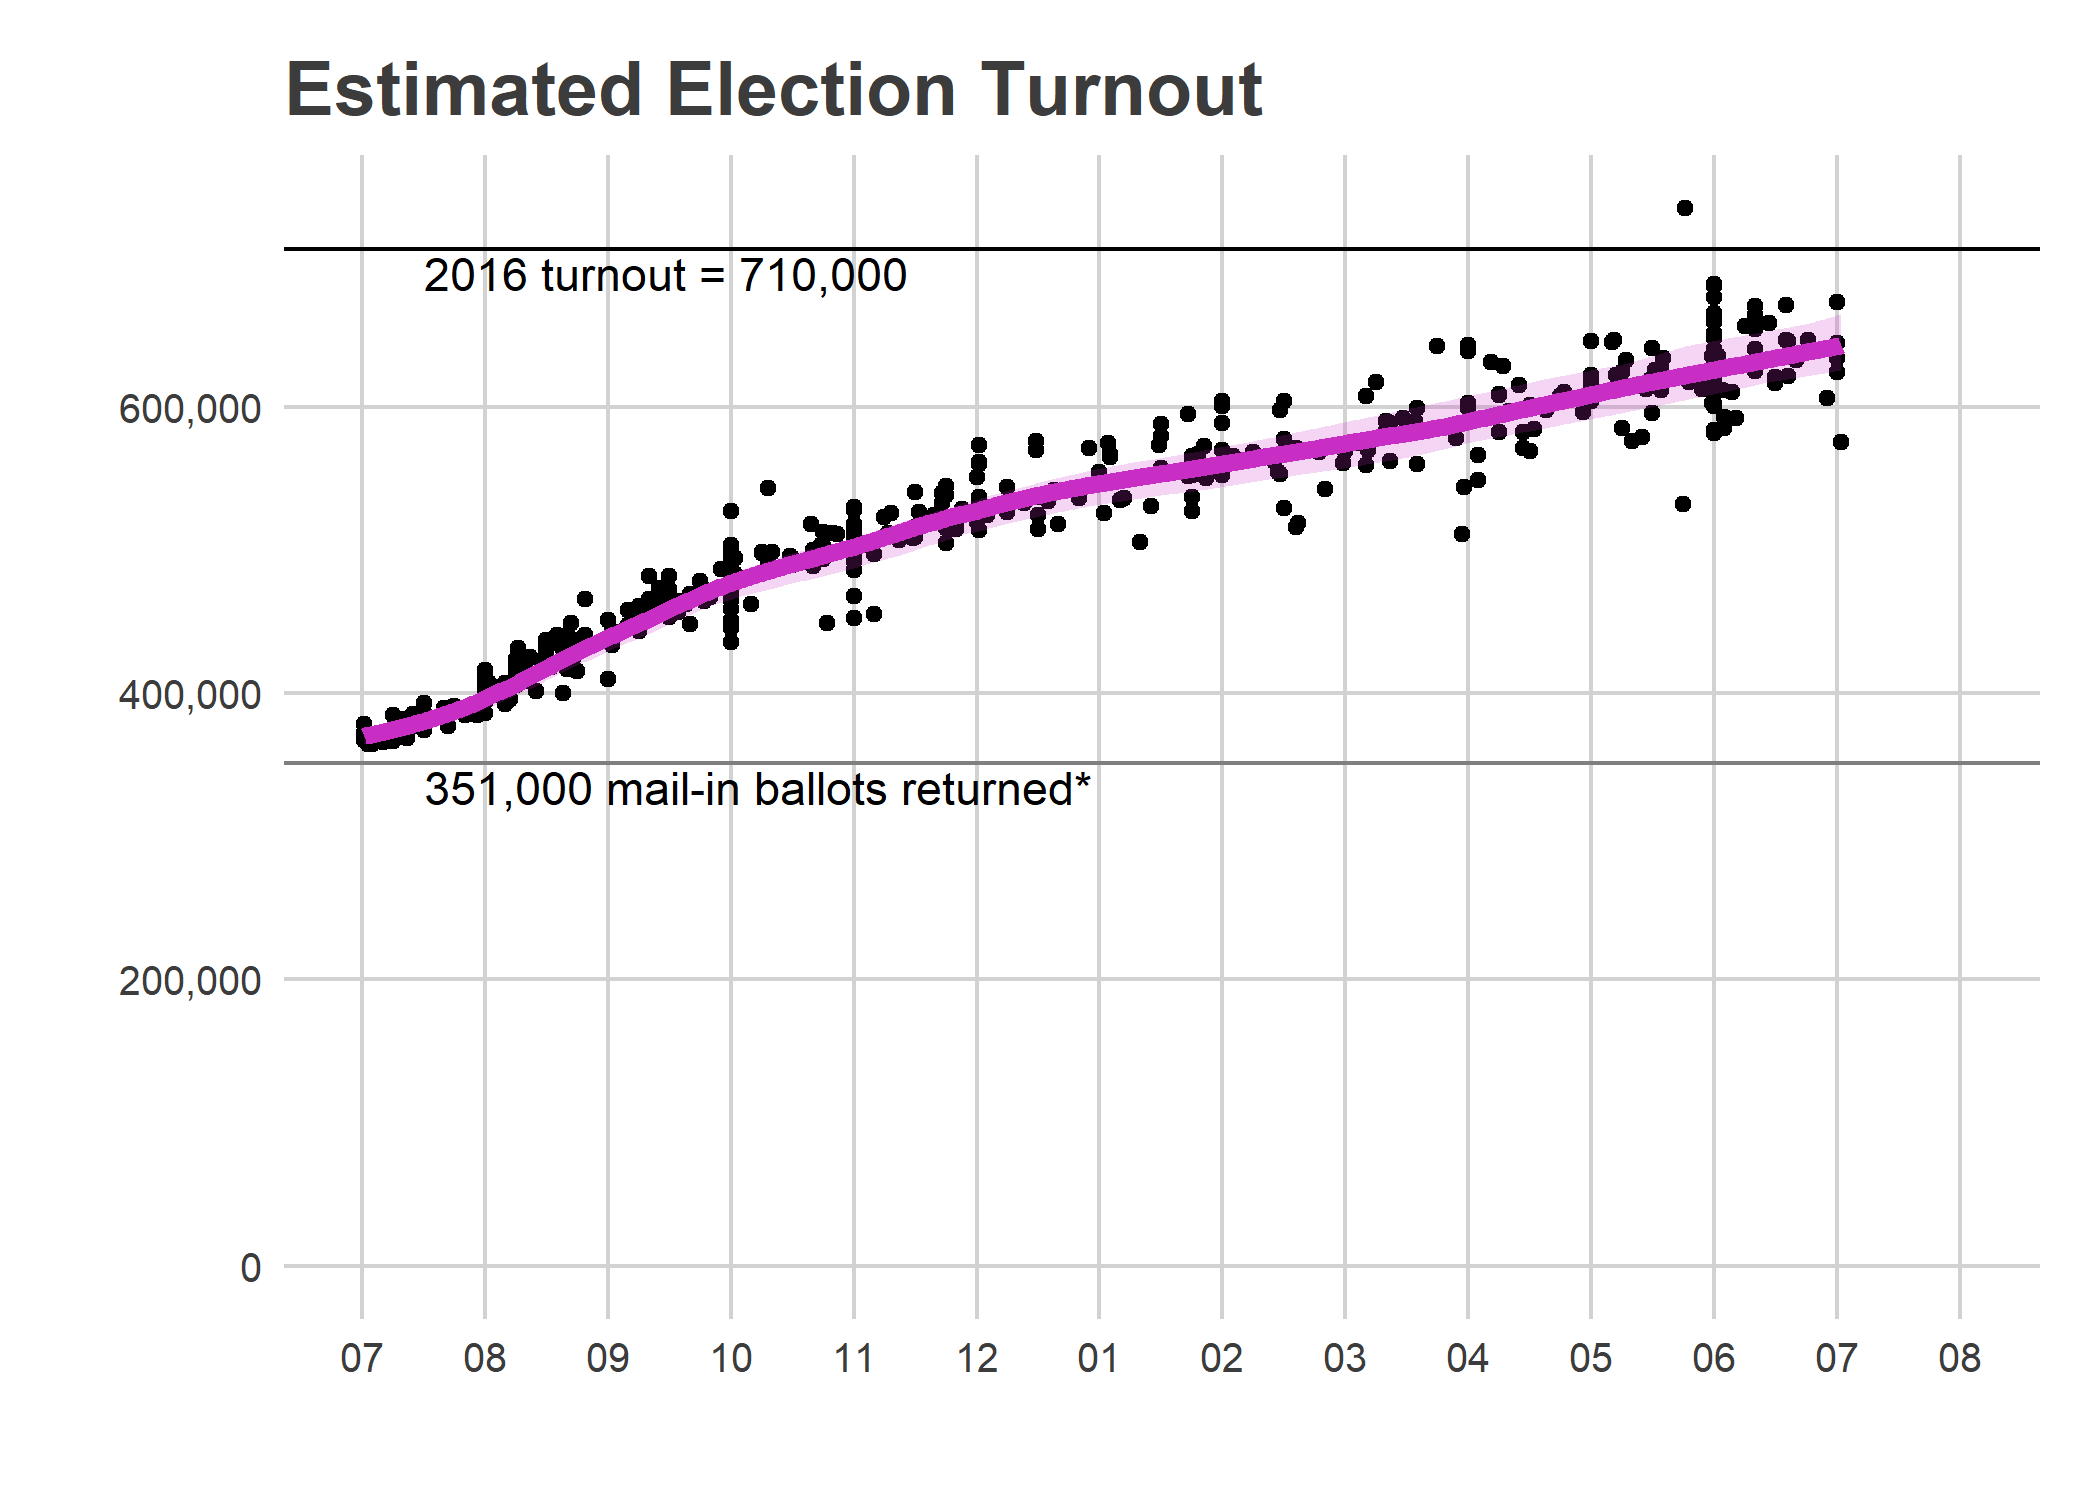 Estimated Election Turnout
2016 turnout = 710,000
600,000
400,000
351,000 mail-in ballots returned*
200,000
0
07 08 09 10 11 12 01 02 03 04 05 06 07 08